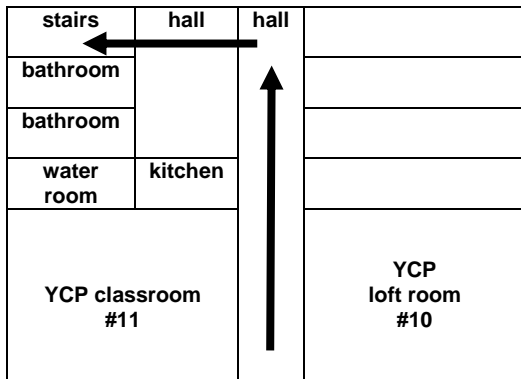 stairs
hall
hall
bathroom
bathroom
water
room
kitchen
YCP classroom
#11
YCP
loft room
#10